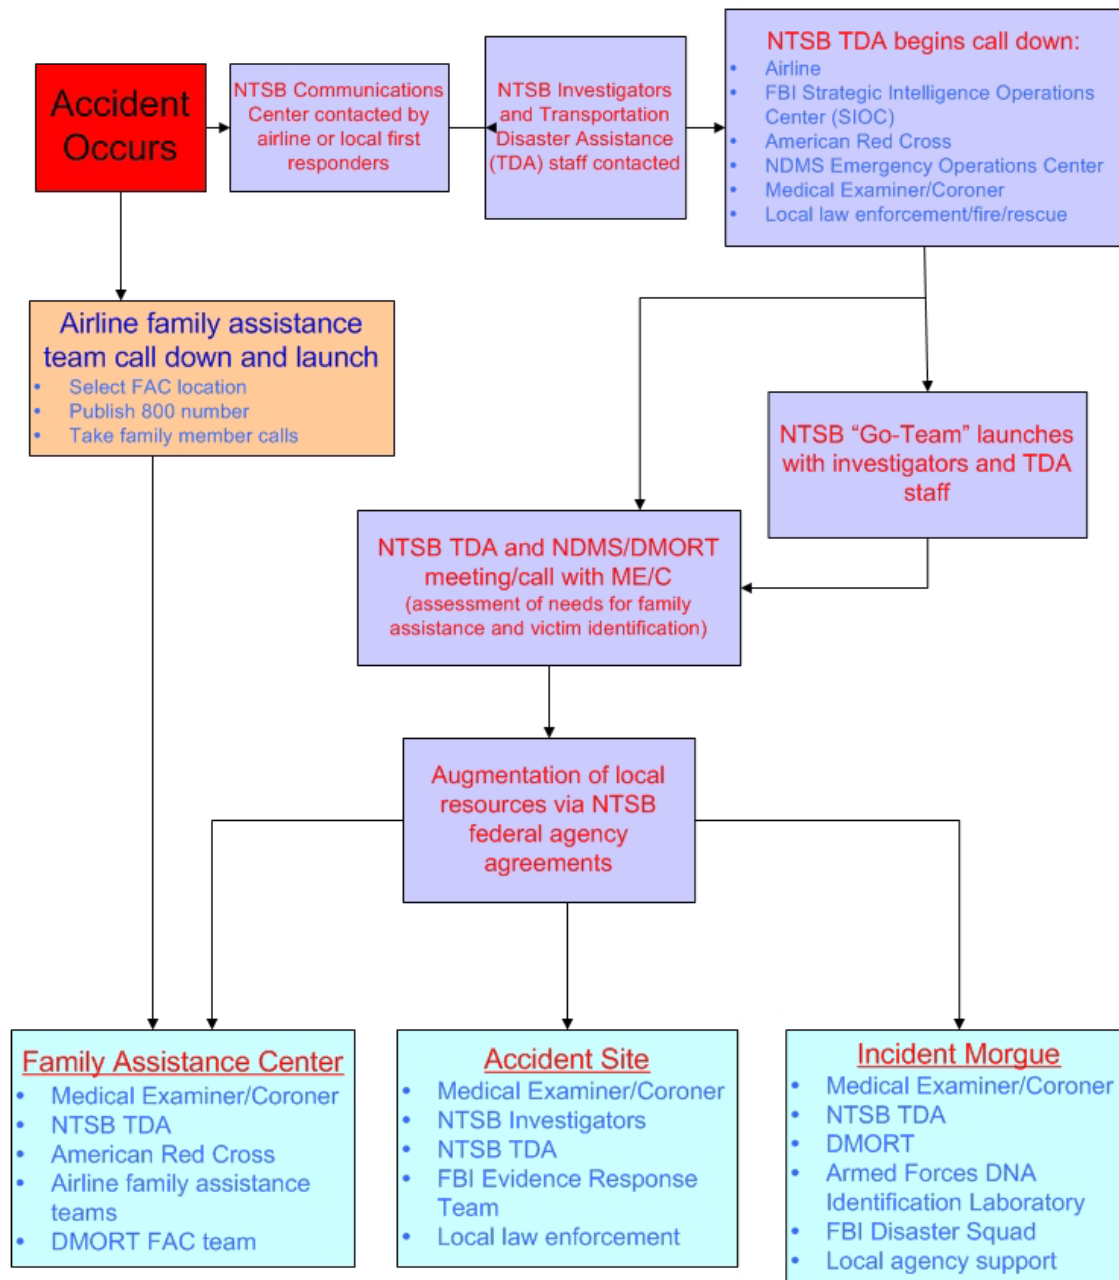 Accident
Occurs
NTSB Communications
Center contacted by
airline or local first
responders
NTSB Investigators
and Transportation
Disaster Assistance
(TDA) staff contacted
NTSB TDA begins call down:
• Airline
• FBI Strategic Intelligence Operations
Center (SIOC)
• American Red Cross
• NDMS Emergency Operations Center
• Medical Examiner/Coroner
• Local law enforcement/fire/rescue
Airline family assistance
team call down and launch
• Select FAC location
• Publish 800 number
• Take family member calls
NTSB “Go-Team” launches
with investigators and TDA
staff
NTSB TDA and NDMS/DMORT
meeting/call with ME/C
(assessment of needs for family
assistance and victim identification)
Augmentation of local
resources via NTSB
federal agency
agreements
Family Assistance Center
• Medical Examiner/Coroner
• NTSB TDA
• American Red Cross
• Airline family assistance
teams
• DMORT FAC team
Accident Site
• Medical Examiner/Coroner
• NTSB Investigators
• NTSB TDA
• FBI Evidence Response
Team
• Local law enforcement
Incident Morgue
• Medical Examiner/Coroner
• NTSB TDA
• DMORT
• Armed Forces DNA
Identification Laboratory
• FBI Disaster Squad
• Local agency support